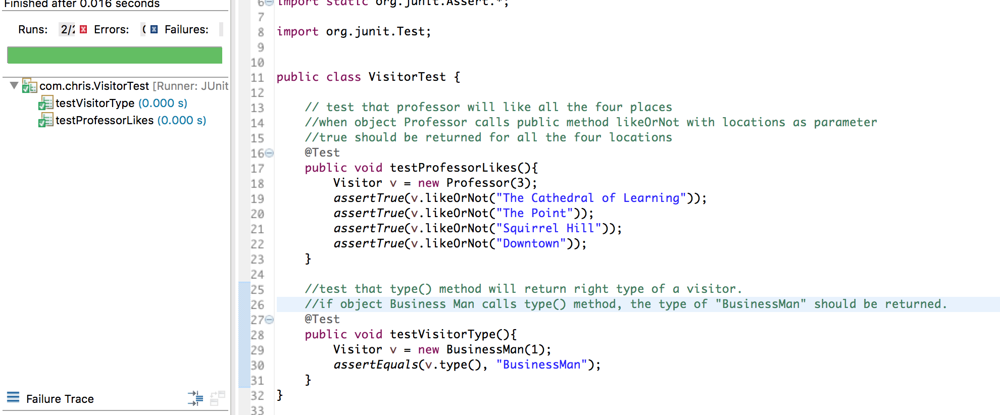 Finished after 0.016 seconds
Runs: 2/2 Errors: 0 Failures:
com.chris.VisitorTest [Runner: JUnit
testVisitorType (0.000 s)
testProfessorLikes (0.000 s)
Failure Trace
6 import static org.junit.Assert.*;
7
8 import org.junit.Test;
9
10
11 public class VisitorTest {
12
13 // test that professor will like all the four places
14 //when object Professor calls public method likeOrNot with locations as parameter
15 //true should be returned for all the four locations
16 @Test
17 public void testProfessorLikes(){
18 Visitor v = new Professor(3);
19 assertTrue(v.likeOrNot("The Cathedral of Learning"));
20 assertTrue(v.likeOrNot("The Point"));
21 assertTrue(v.likeOrNot("Squirrel Hill"));
22 assertTrue(v.likeOrNot("Downtown"));
23 }
24
25 //test that type() method will return right type of a visitor.
26 //if object Business Man calls type() method, the type of "BusinessMan" should be returned.
27 @Test
28 public void testVisitorType(){
29 Visitor v = new BusinessMan(1);
30 assertEquals(v.type(), "BusinessMan");
31 }
32 }
33